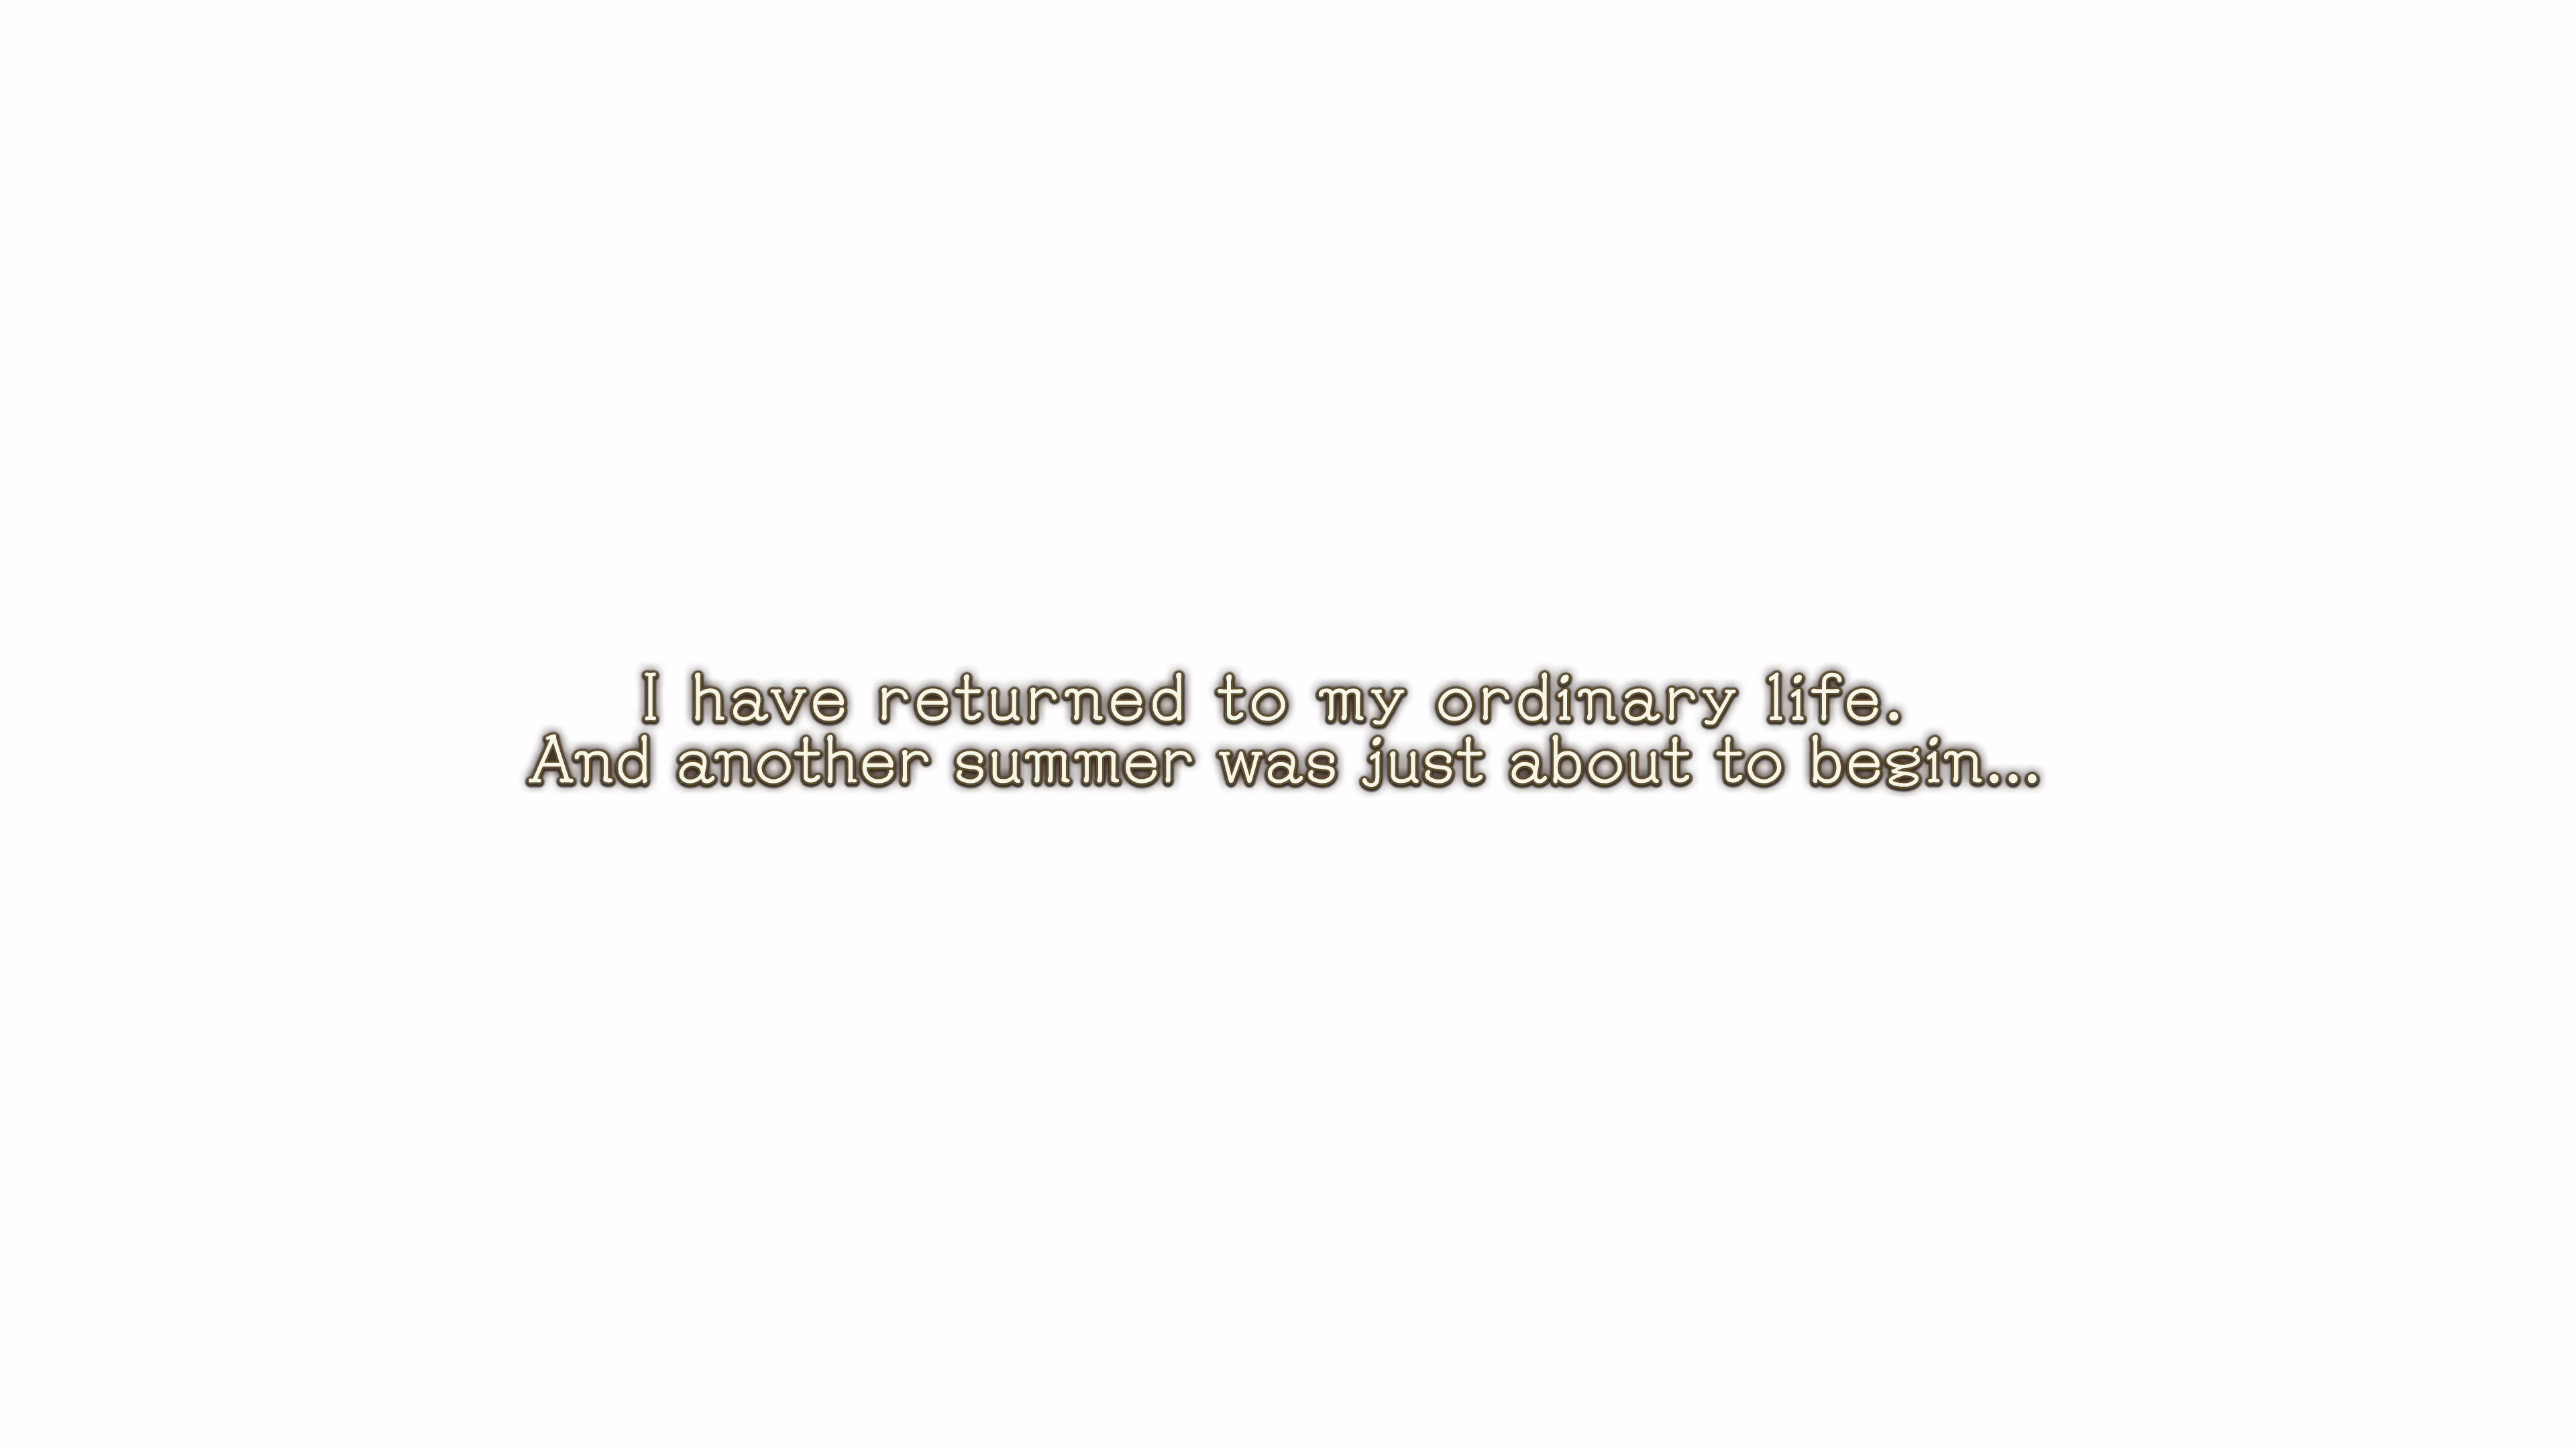 I have returned to my ordinary life.
And another summer was just about to begin...